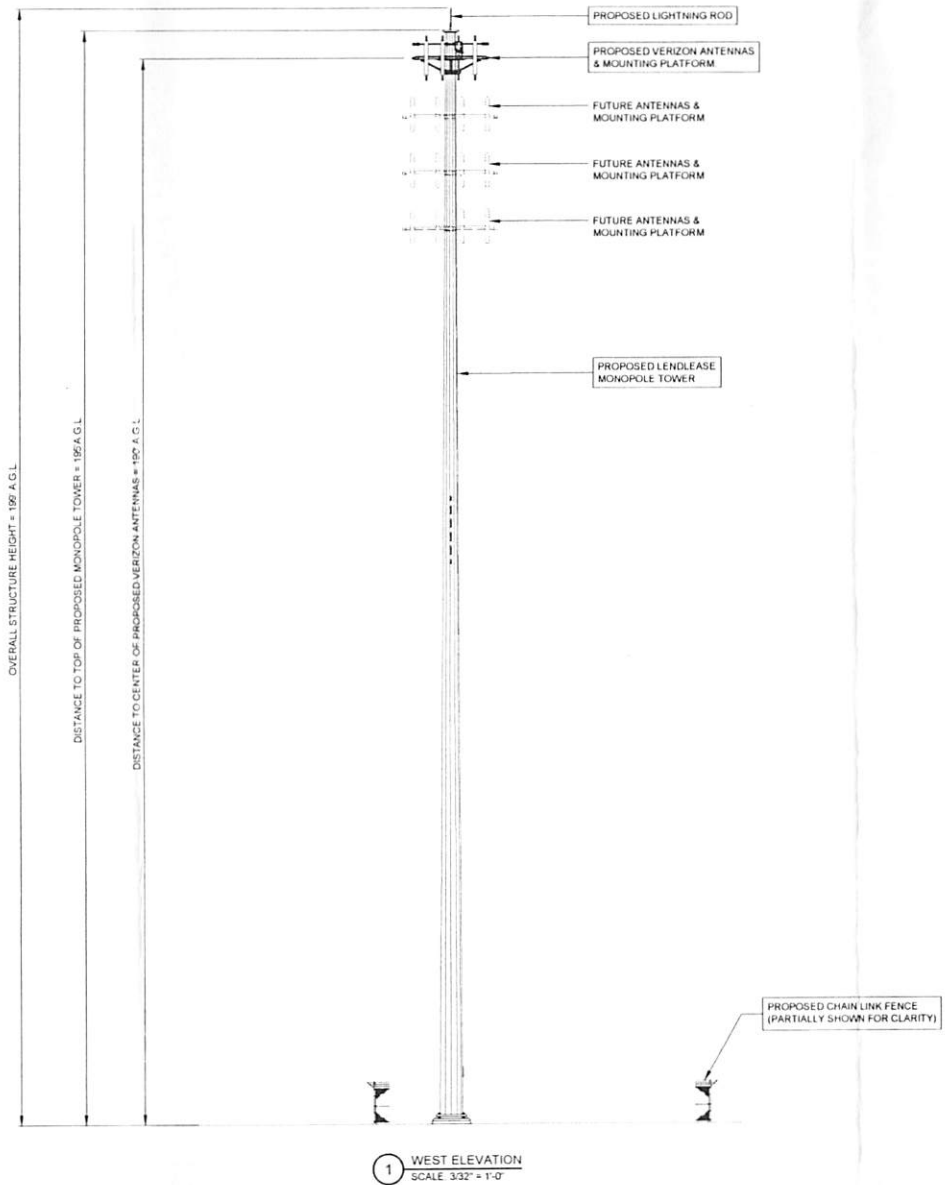 PROPOSED LIGHTNING ROD
PROPOSED VERIZON ANTENNAS
& MOUNTING PLATFORM
FUTURE ANTENNAS &
MOUNTING PLATFORM
FUTURE ANTENNAS &
MOUNTING PLATFORM
FUTURE ANTENNAS &
MOUNTING PLATFORM
PROPOSED LENDLEASE
MONOPOLE TOWER
OVERALL STRUCTURE HEIGHT = 199' A.G.L
DISTANCE TO TOP OF PROPOSED MONOPOLE TOWER = 195' A.G.L
DISTANCE TO CENTER OF PROPOSED VERIZON ANTENNAS = 190' A.G.L
PROPOSED CHAIN LINK FENCE
(PARTIALLY SHOWN FOR CLARITY)
1 WEST ELEVATION
SCALE: 3/32" = 1'-0"